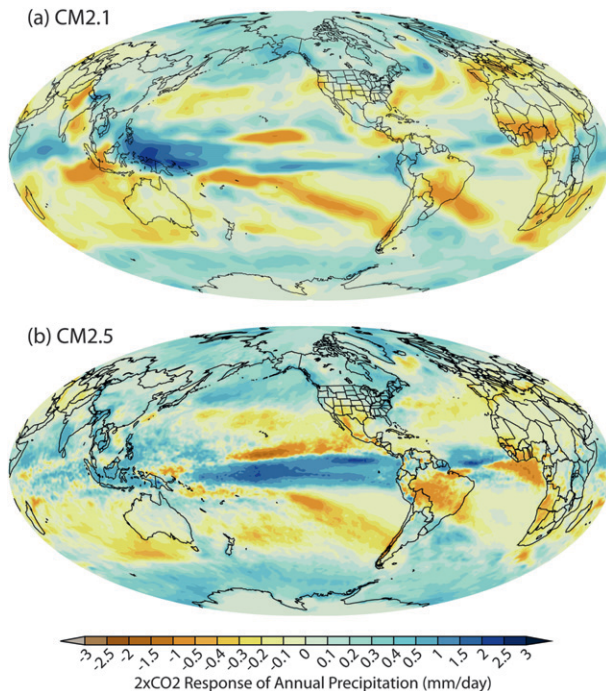 (a) CM2.1
(b) CM2.5
-3 -2.5 -2 -1.5 -1 -0.5 -0.4 -0.3 -0.2 -0.1 0 0.1 0.2 0.3 0.4 0.5 1 1.5 2 2.5 3
2xCO2 Response of Annual Precipitation (mm/day)